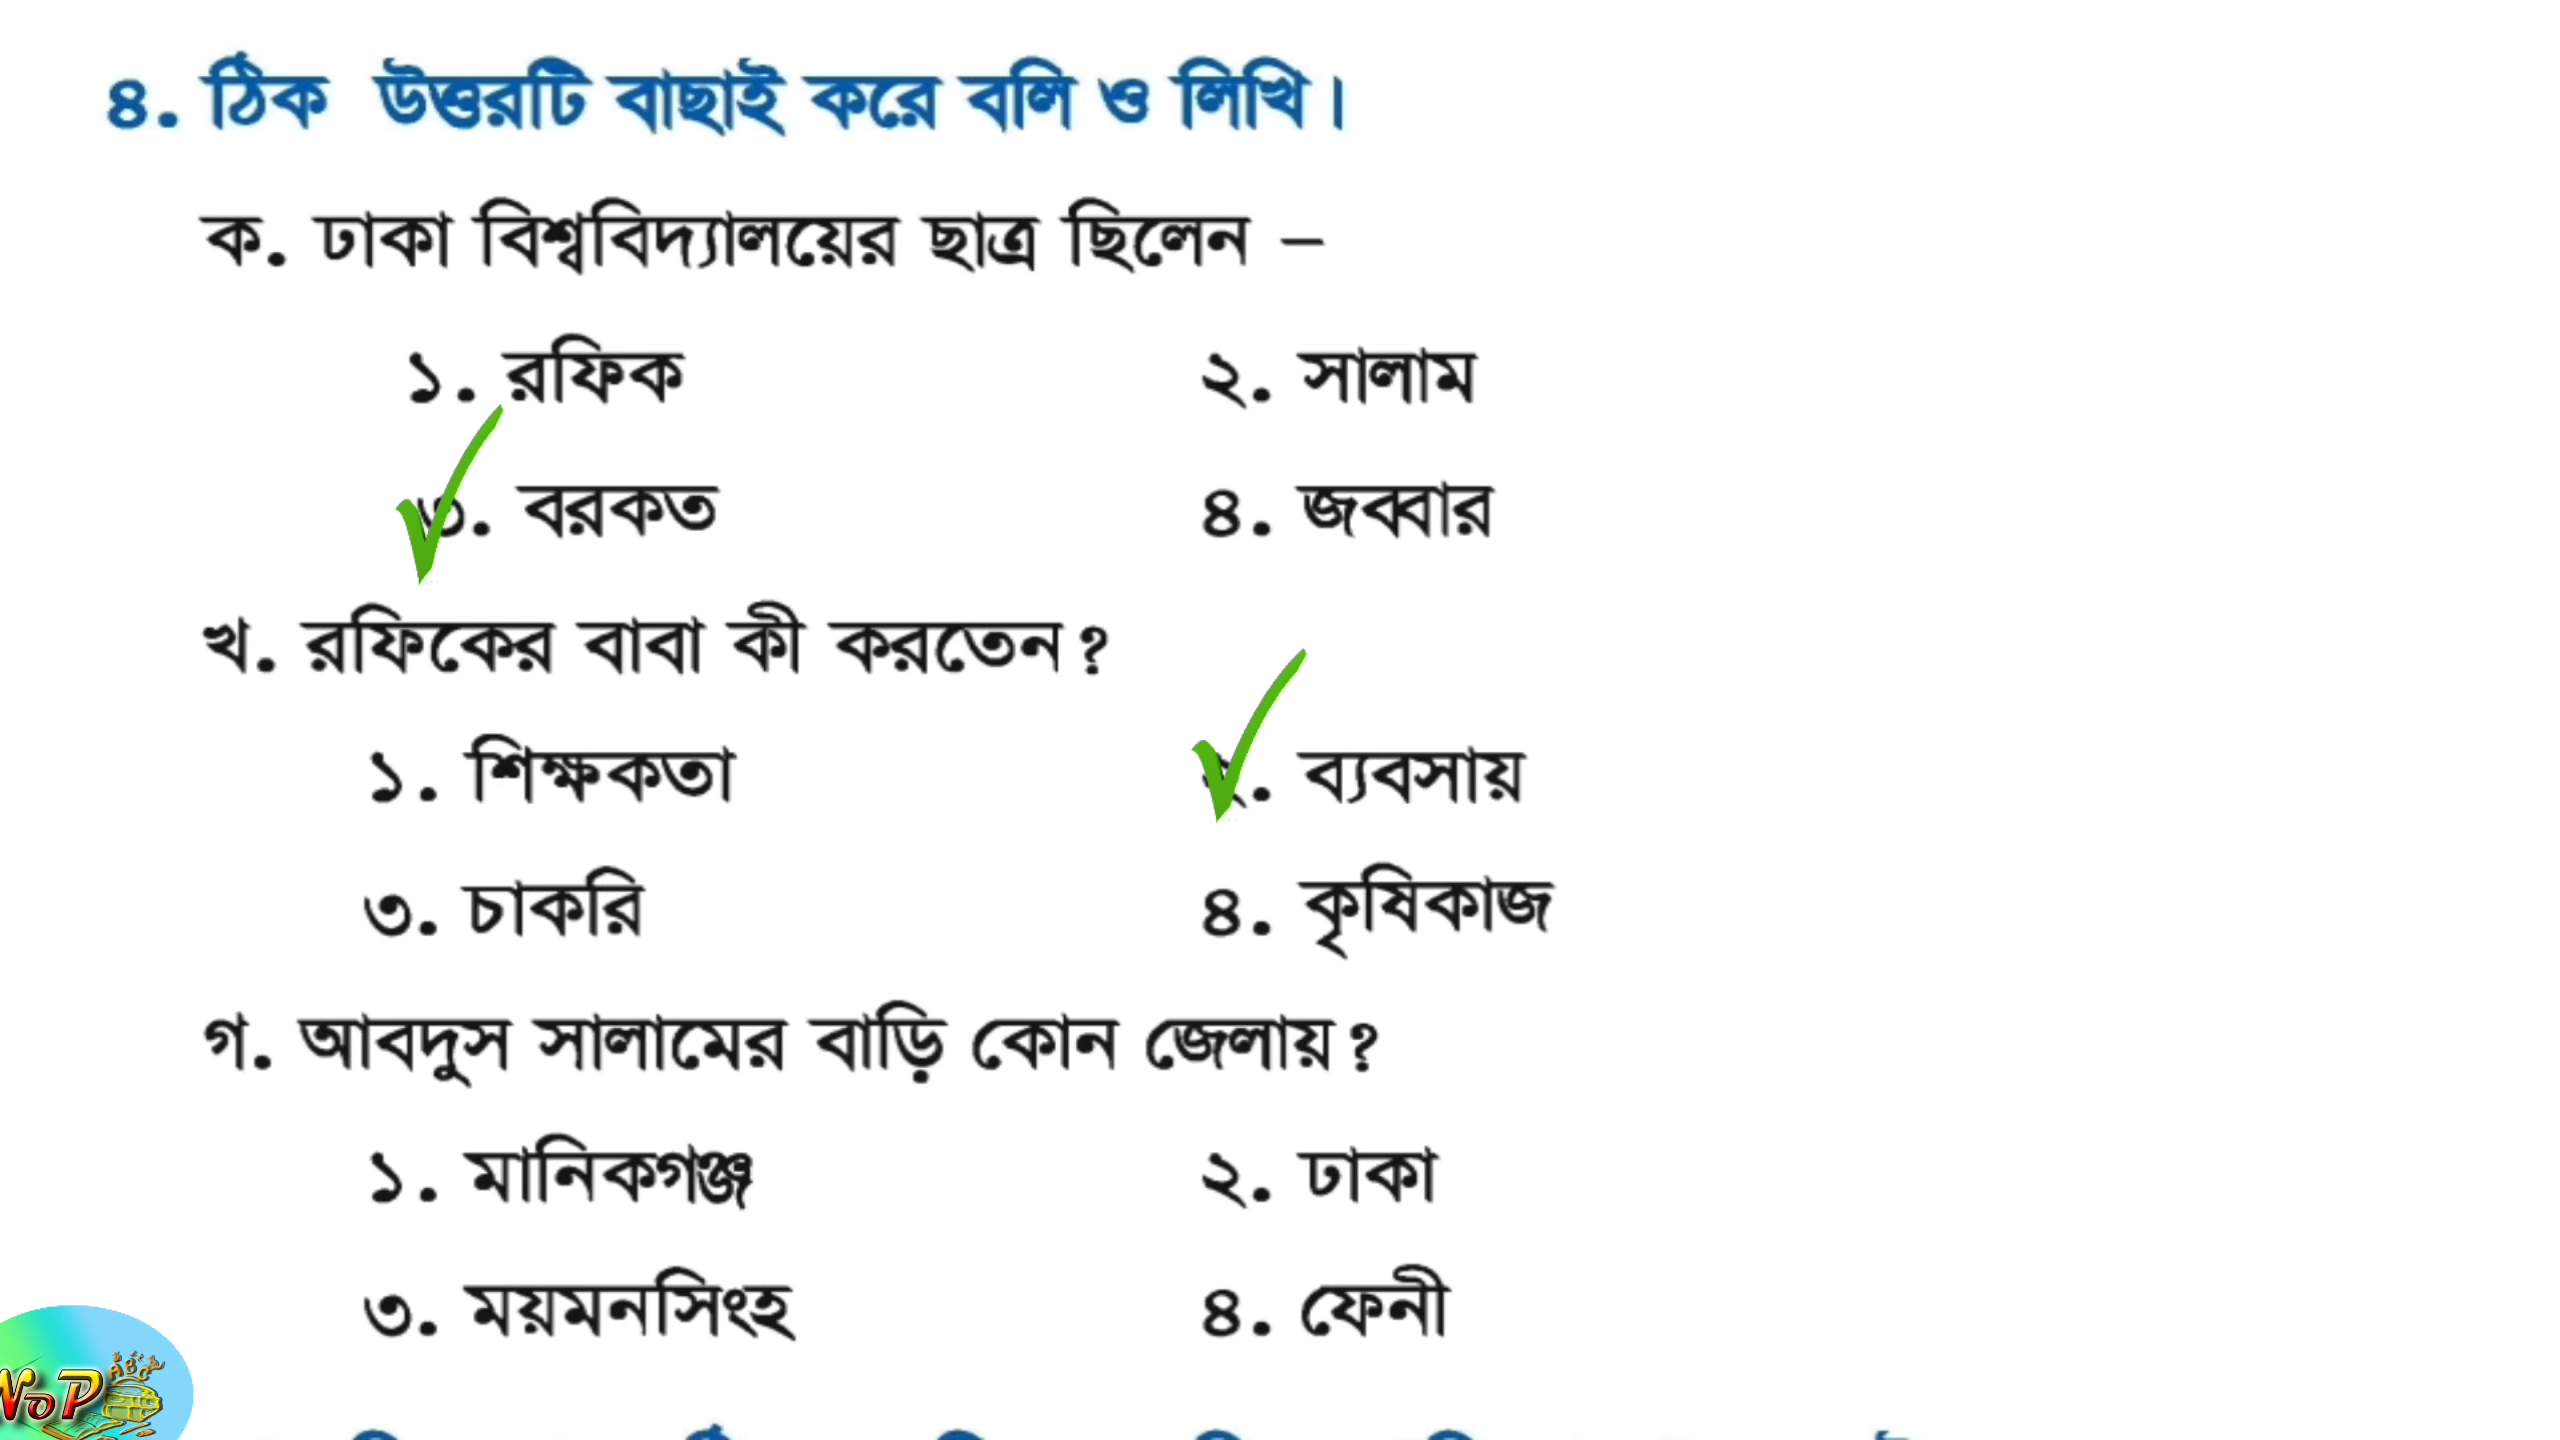 ৪. ঠিক উত্তরটি বাছাই করে বলি ও লিখি।
ক. ঢাকা বিশ্ববিদ্যালয়ের ছাত্র ছিলেন –
১. রফিক ২. সালাম
৩. বরকত ৪. জব্বার
খ. রফিকের বাবা কী করতেন?
১. শিক্ষকতা ২. ব্যবসায়
৩. চাকরি ৪. কৃষিকাজ
গ. আবদুস সালামের বাড়ি কোন জেলায়?
১. মানিকগঞ্জ ২. ঢাকা
৩. ময়মনসিংহ ৪. ফেনী
NoP